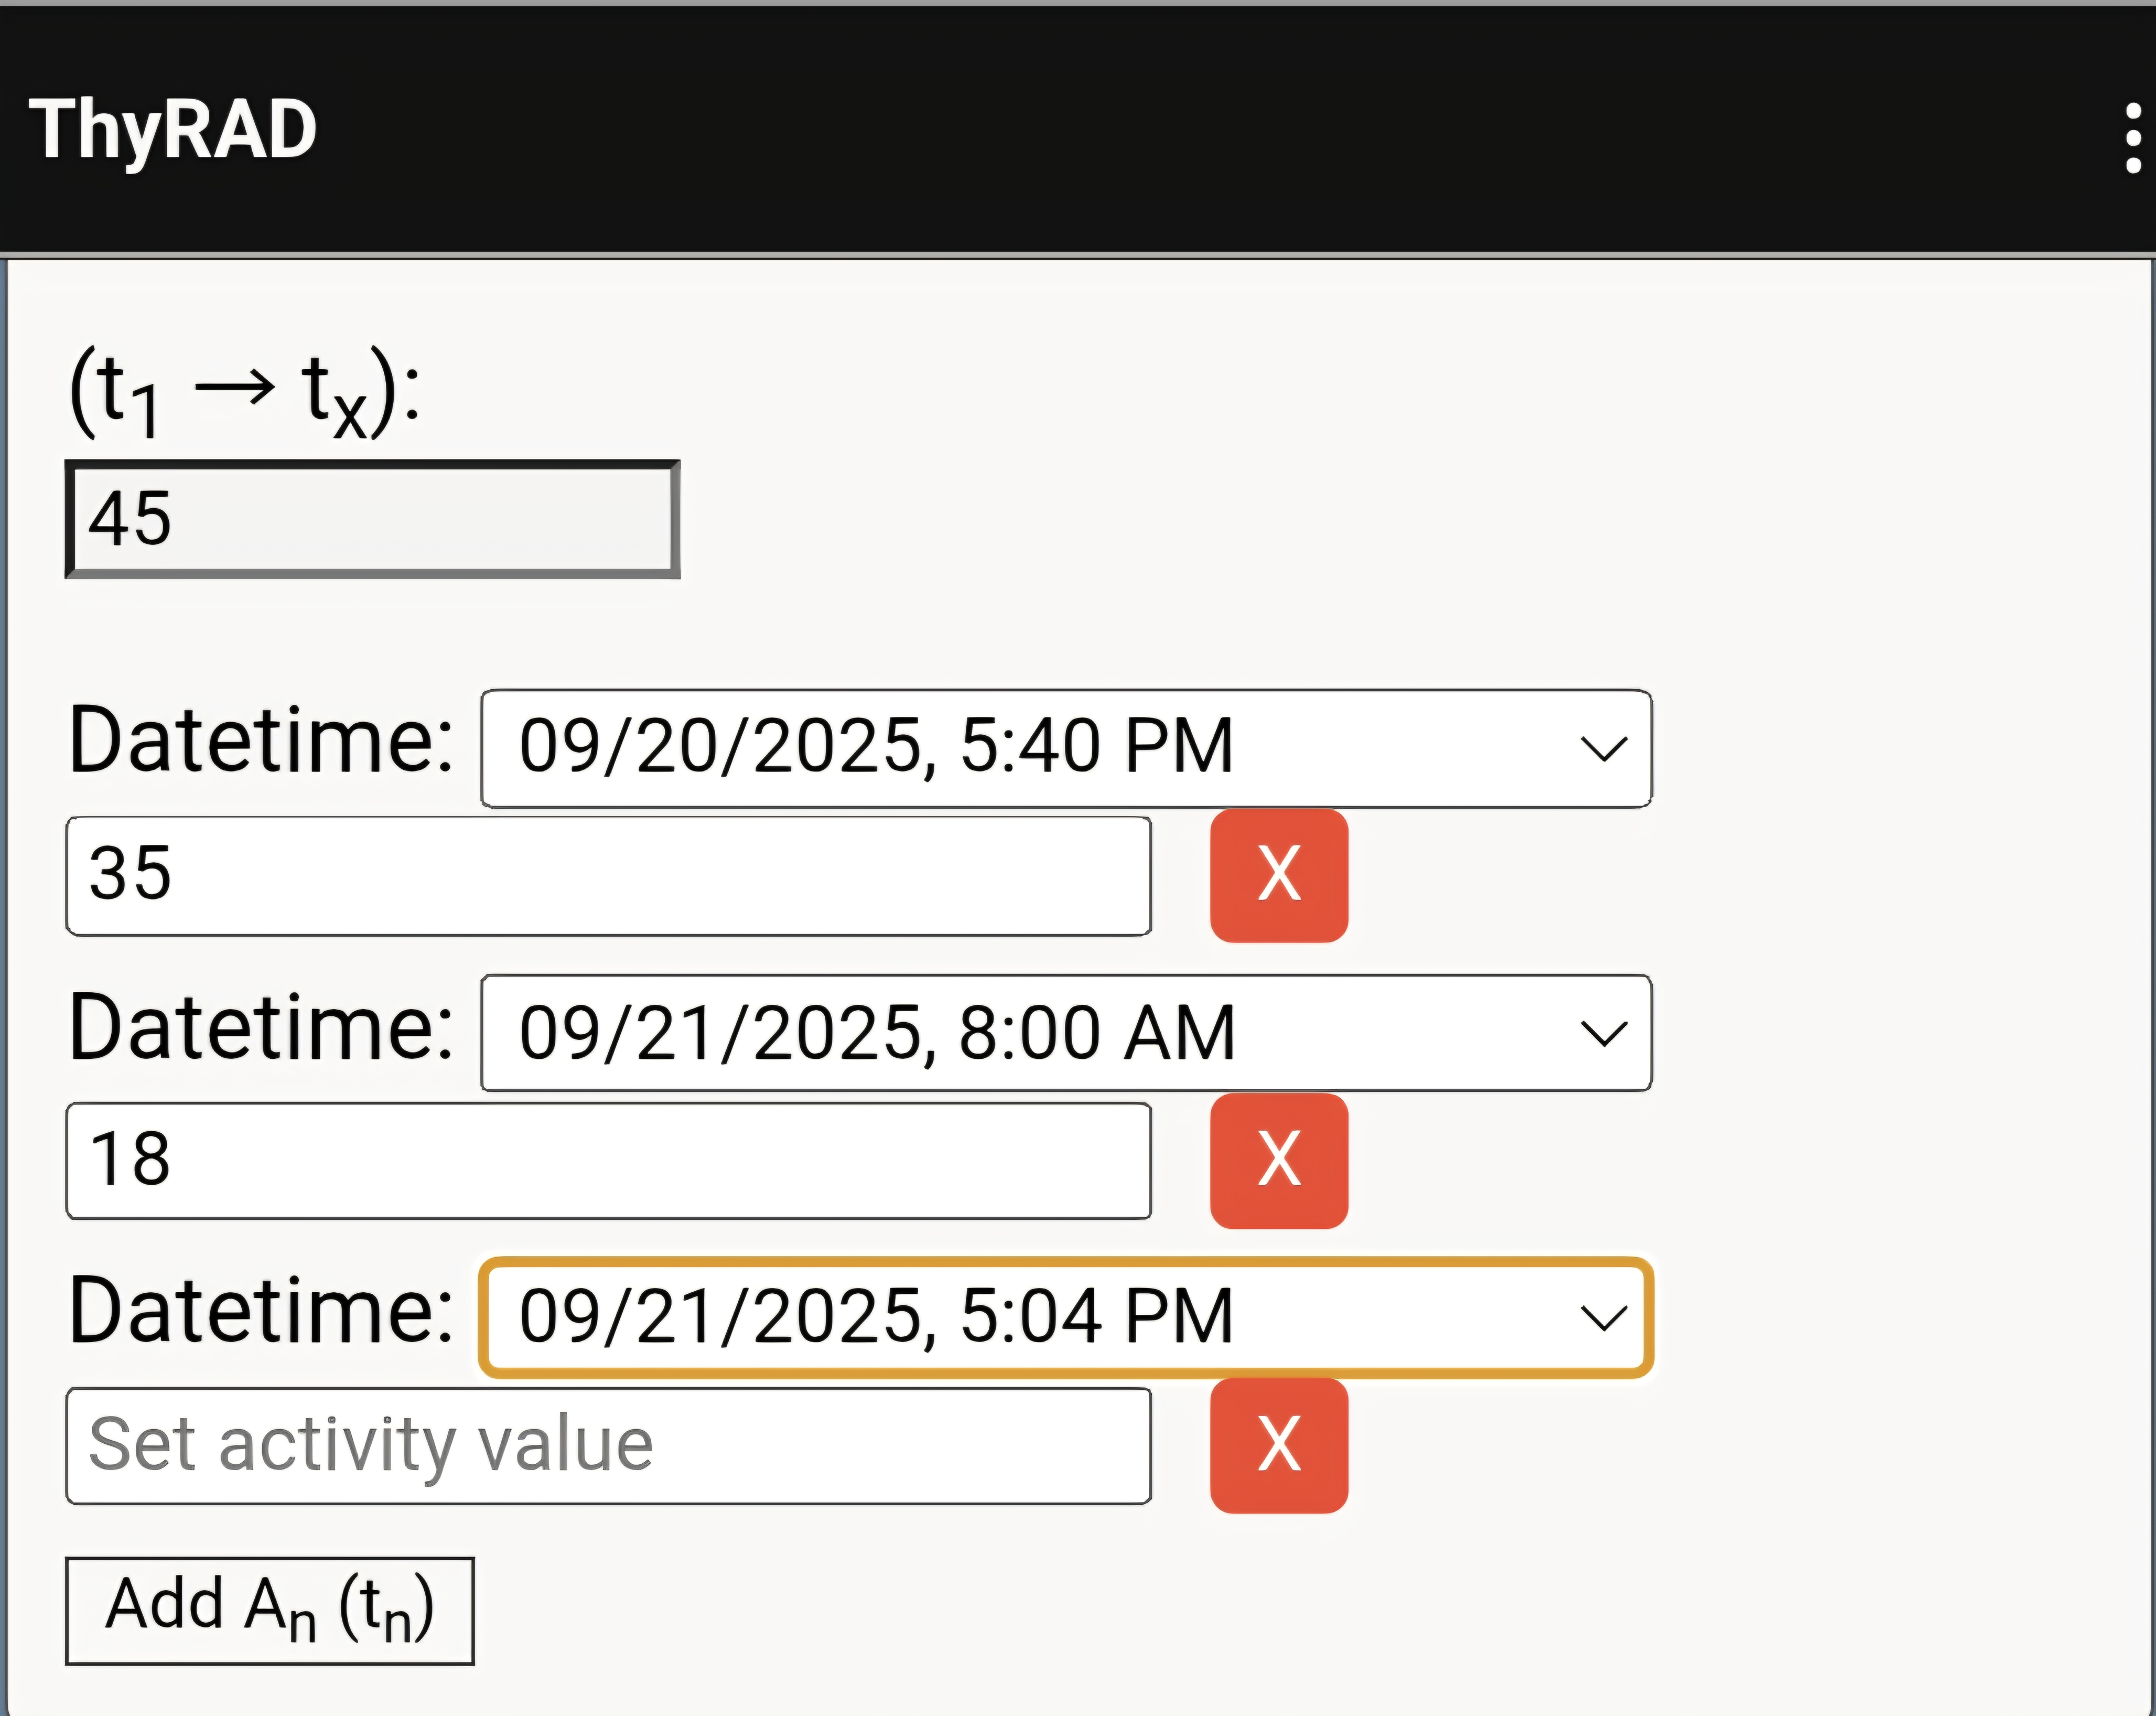 ThyRAD
(t₁ → tₓ):
45
Datetime: 09/20/2025, 5:40 PM
35 X
Datetime: 09/21/2025, 8:00 AM
18 X
Datetime: 09/21/2025, 5:04 PM
Set activity value X
Add Aₙ (tₙ)